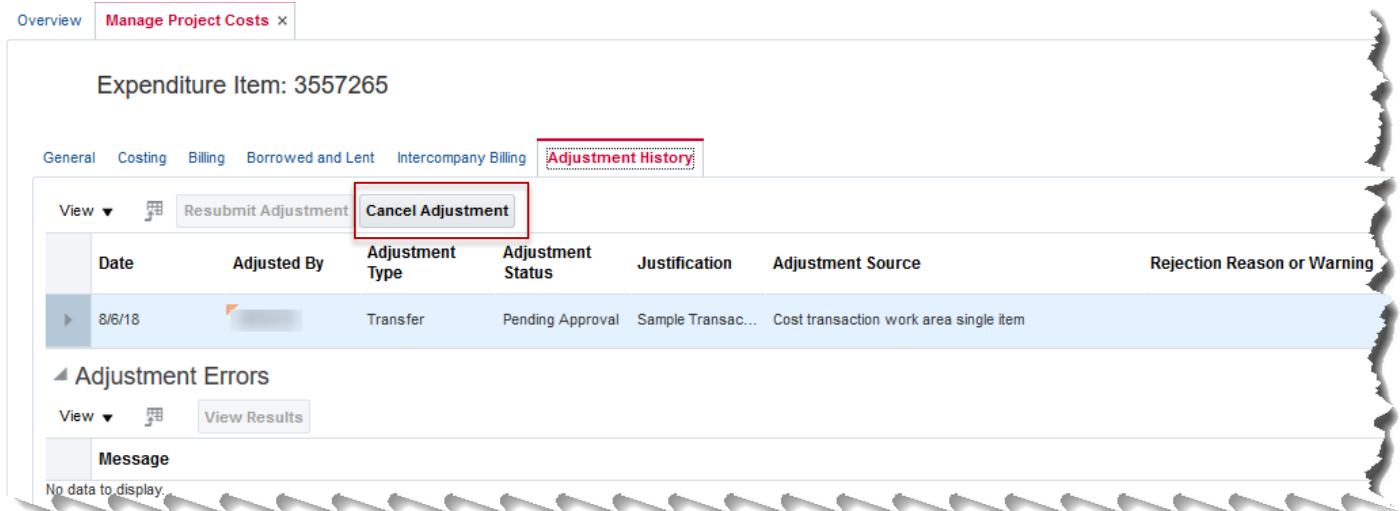 Overview Manage Project Costs ×
Expenditure Item: 3557265
General Costing Billing Borrowed and Lent Intercompany Billing Adjustment History
View Resubmit Adjustment Cancel Adjustment
Date Adjusted By Adjustment Type Adjustment Status Justification Adjustment Source Rejection Reason or Warning
8/6/18 Transfer Pending Approval Sample Transac... Cost transaction work area single item
Adjustment Errors
View View Results
Message
No data to display.